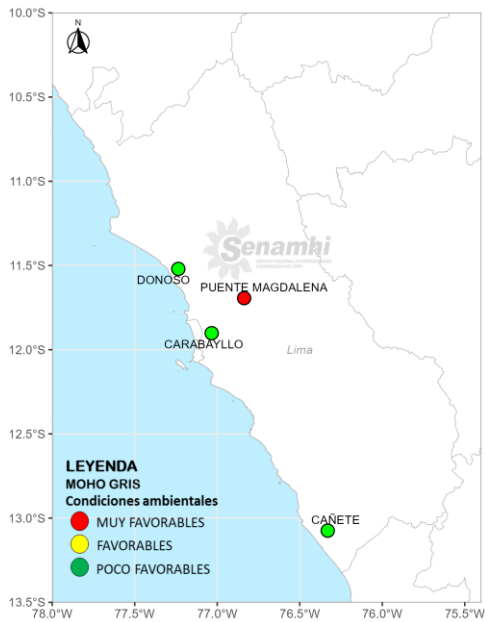 10.0°S
N
10.5°S
11.0°S
Senamhi
11.5°S
DONOSO
PUENTE MAGDALENA
CARABAYLLO
12.0°S
Lima
12.5°S
LEYENDA
MOHO GRIS
Condiciones ambientales
MUY FAVORABLES
FAVORABLES
POCO FAVORABLES
CAÑETE
13.0°S
13.5°S
78.0°W 77.5°W 77.0°W 76.5°W 76.0°W 75.5°W